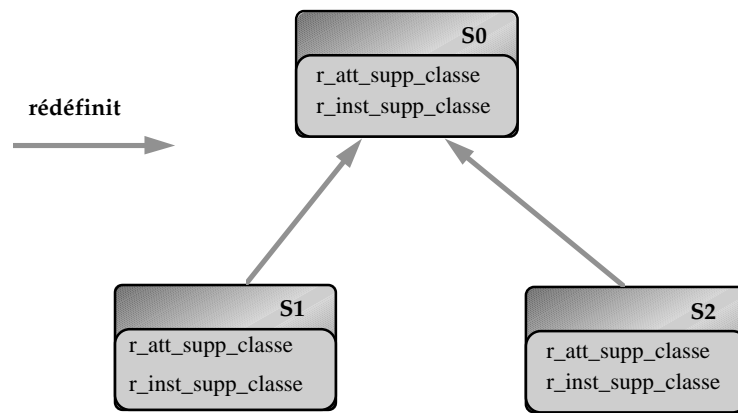 S0
r_att_supp_classe
r_inst_supp_classe
rédéfinit
S1
r_att_supp_classe
r_inst_supp_classe
S2
r_att_supp_classe
r_inst_supp_classe